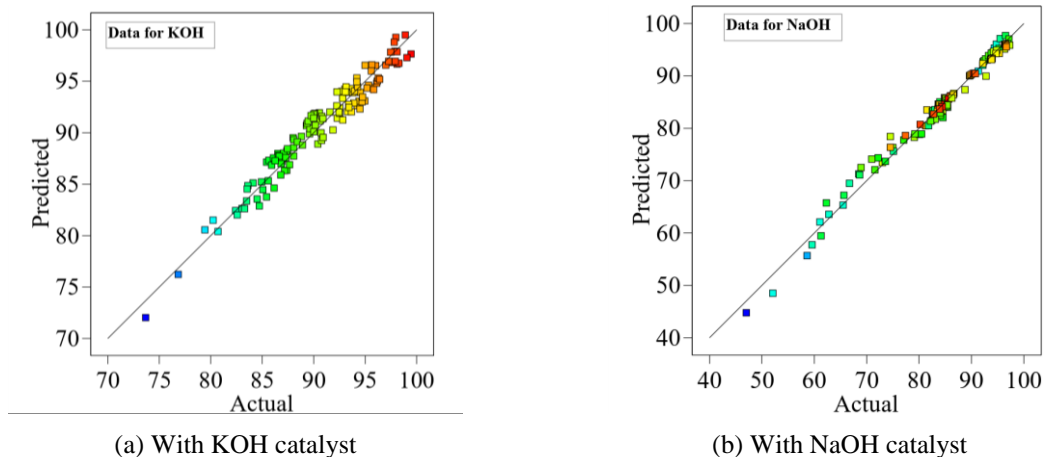 Data for KOH
Predicted
100
95
90
85
80
75
70
70 75 80 85 90 95 100
Actual
(a) With KOH catalyst
Data for NaOH
Predicted
100
90
80
70
60
50
40
40 50 60 70 80 90 100
Actual
(b) With NaOH catalyst